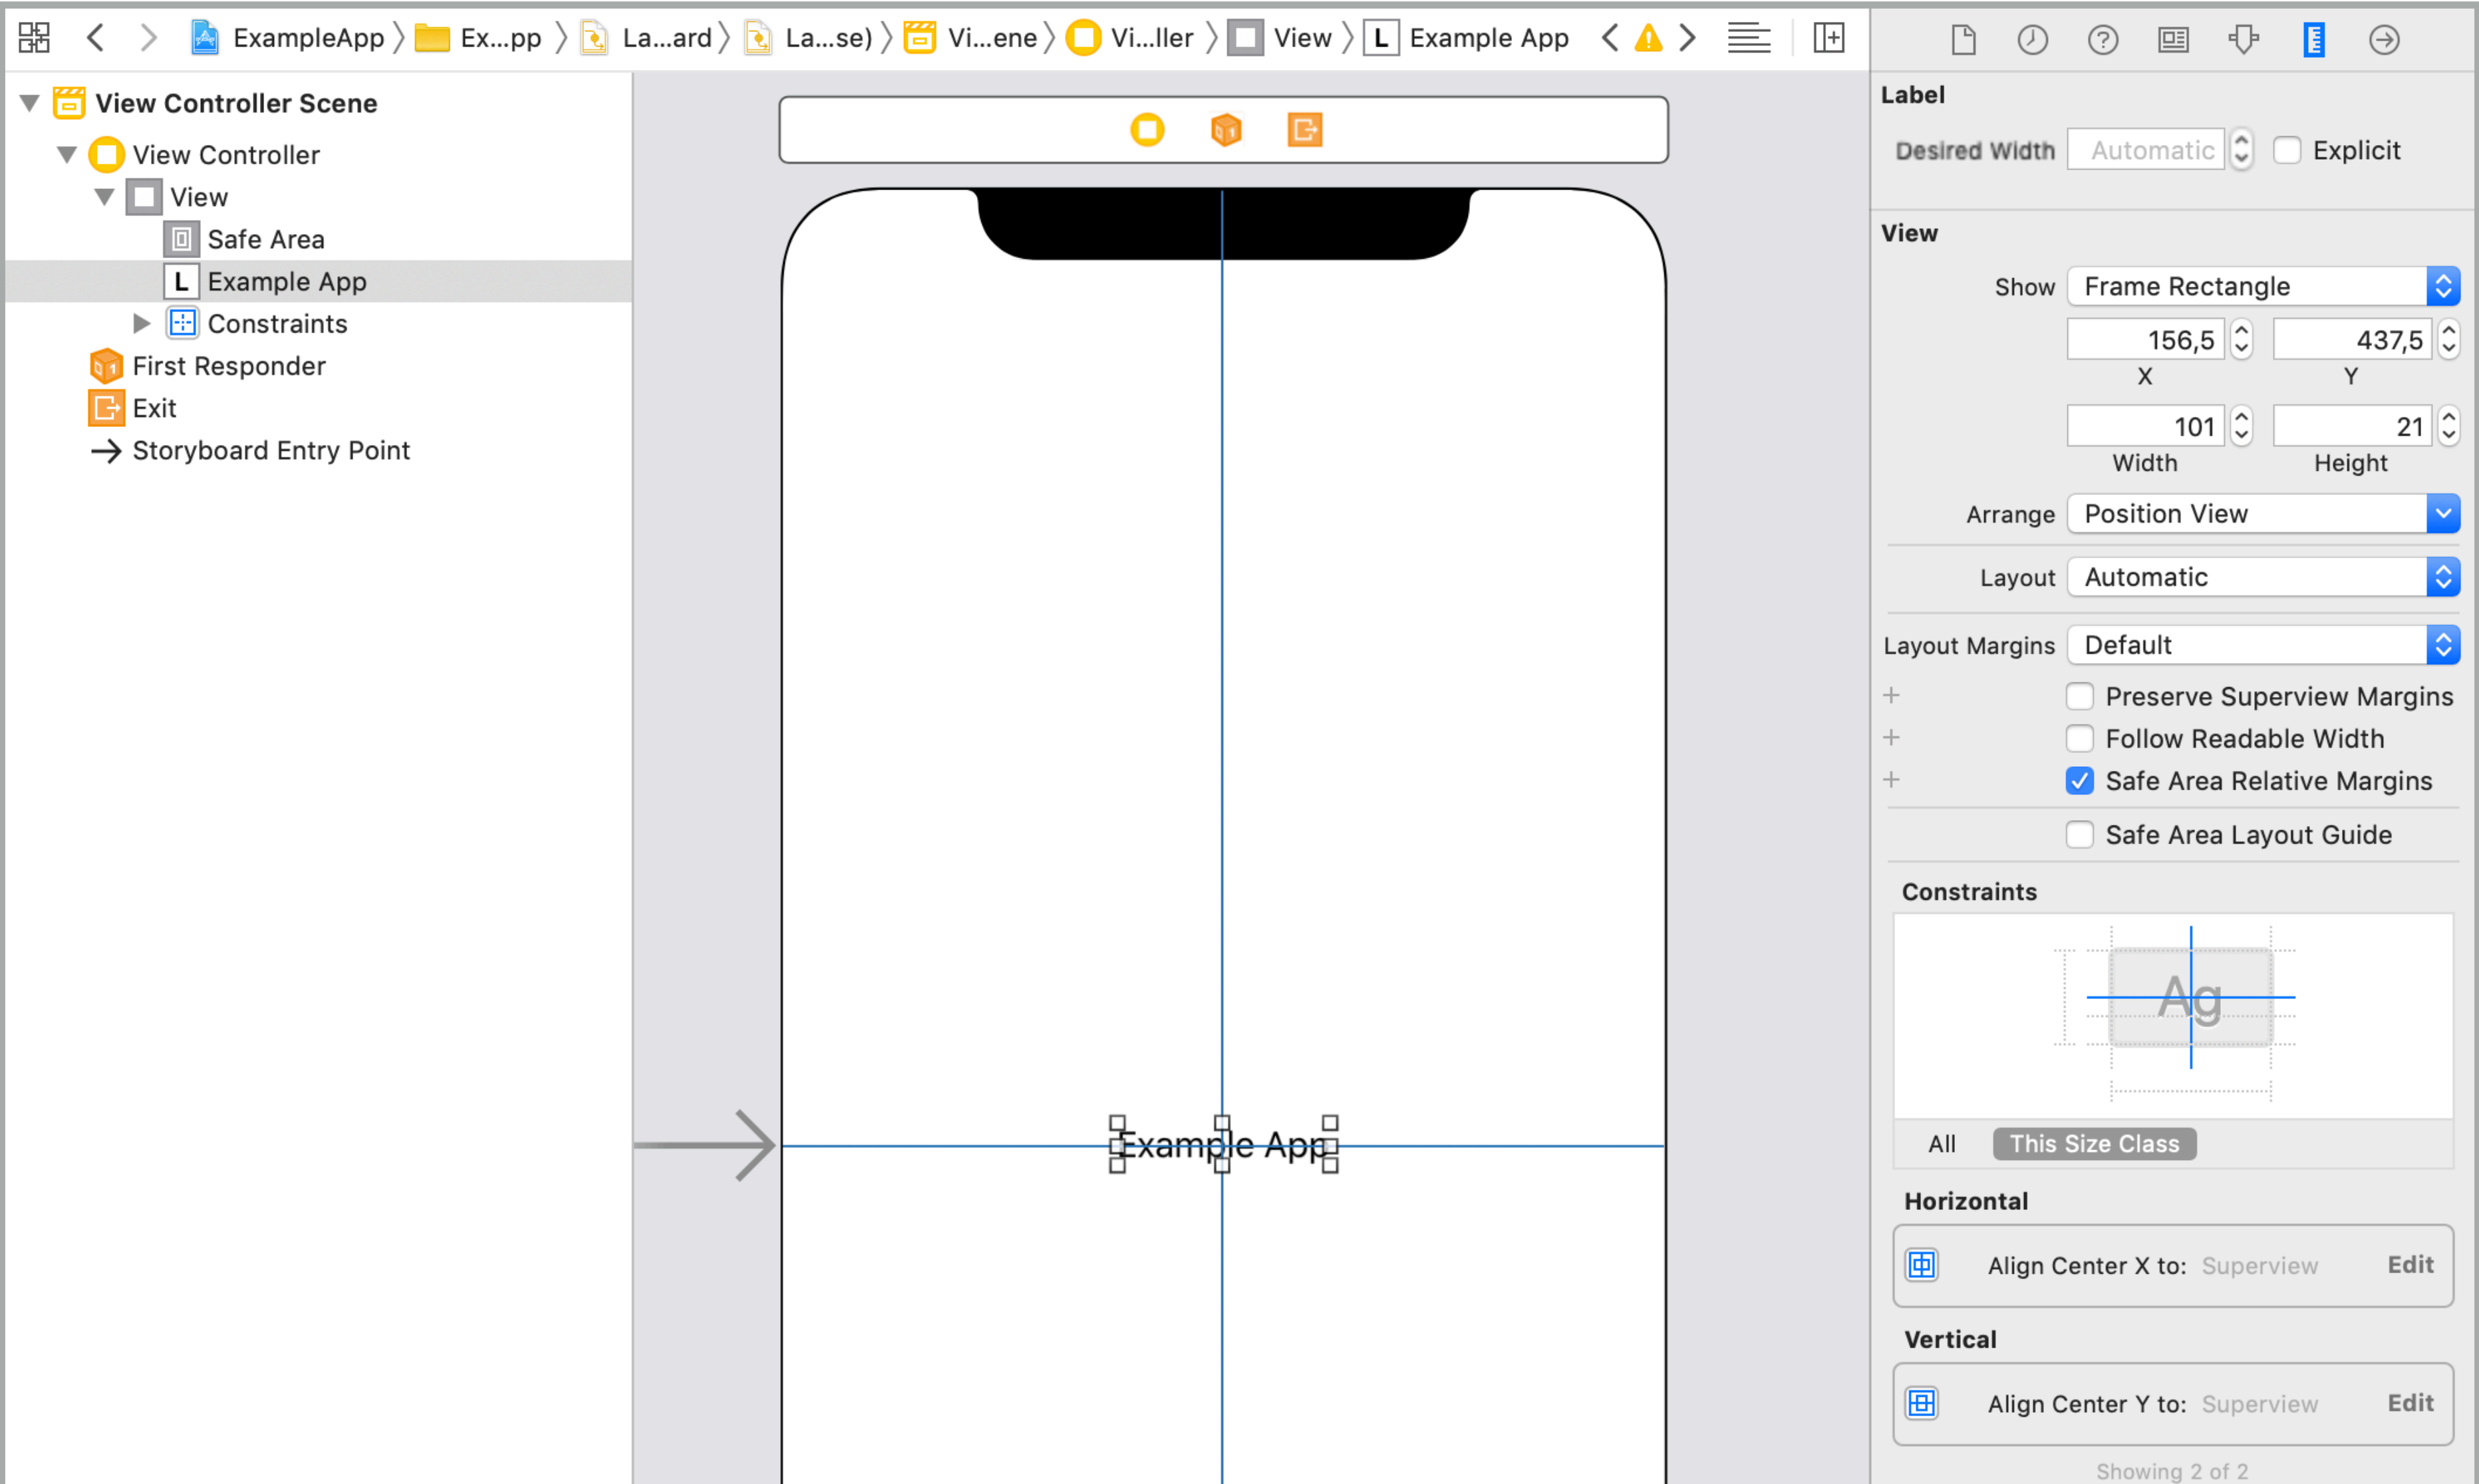 ExampleApp Ex...pp La...ard La...se) Vi...ene Vi...ller View L Example App
View Controller Scene
View Controller
View
Safe Area
L Example App
Constraints
First Responder
Exit
Storyboard Entry Point
Example App
Label
Desired Width Automatic Explicit
View
Show Frame Rectangle
156,5 437,5
X Y
101 21
Width Height
Arrange Position View
Layout Automatic
Layout Margins Default
+ Preserve Superview Margins
+ Follow Readable Width
+ Safe Area Relative Margins
Safe Area Layout Guide
Constraints
Ag
All This Size Class
Horizontal
Align Center X to: Superview Edit
Vertical
Align Center Y to: Superview Edit
Showing 2 of 2